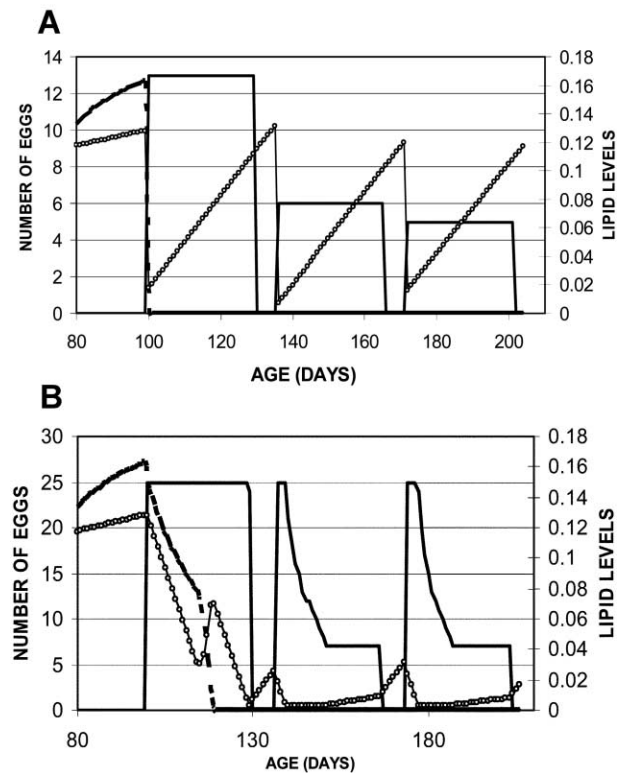 A
14 0.18
12 0.16
10 0.14
8 0.12
6 0.1
4 0.08
2 0.06
0 0.04
0.02
0
NUMBER OF EGGS
LIPID LEVELS
80 100 120 140 160 180 200
AGE (DAYS)
B
30 0.18
25 0.16
20 0.14
15 0.12
10 0.1
5 0.08
0 0.06
0.04
0.02
0
NUMBER OF EGGS
LIPID LEVELS
80 130 180
AGE (DAYS)